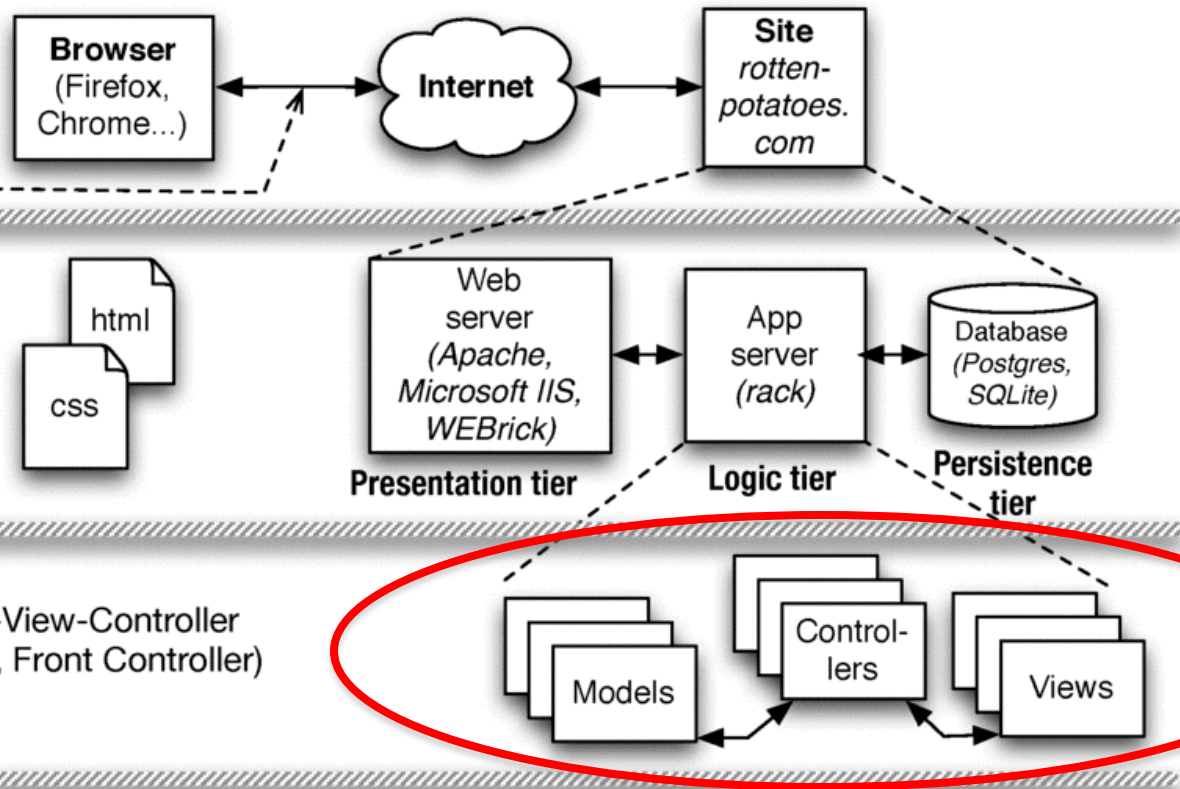 Browser
(Firefox,
Chrome...)
Internet
Site
rotten-
potatoes.
com
html
css
Web
server
(Apache,
Microsoft IIS,
WEBrick)
Presentation tier
App
server
(rack)
Logic tier
Database
(Postgres,
SQLite)
Persistence
tier
-View-Controller
, Front Controller)
Models
Control-
lers
Views